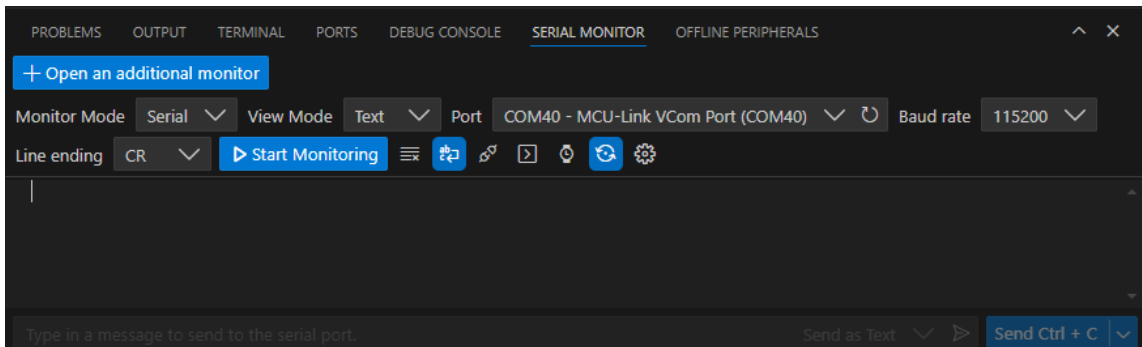 PROBLEMS OUTPUT TERMINAL PORTS DEBUG CONSOLE SERIAL MONITOR OFFLINE PERIPHERALS
+ Open an additional monitor
Monitor Mode Serial View Mode Text Port COM40 - MCU-Link VCom Port (COM40) Baud rate 115200
Line ending CR Start Monitoring
Type in a message to send to the serial port. Send as Text Send Ctrl + C